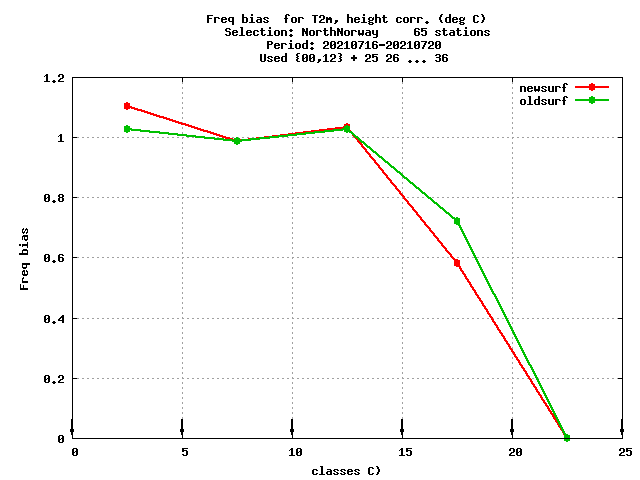 Freq bias  for T2m, height corr. (deg C)
Selection: NorthNorway     65 stations
Period: 20210716-20210720
Used {00,12} + 25 26 ... 36
newsurf
oldsurf
1.2
1
0.8
0.6
0.4
0.2
0
Freq bias
0 5 10 15 20 25
classes C)